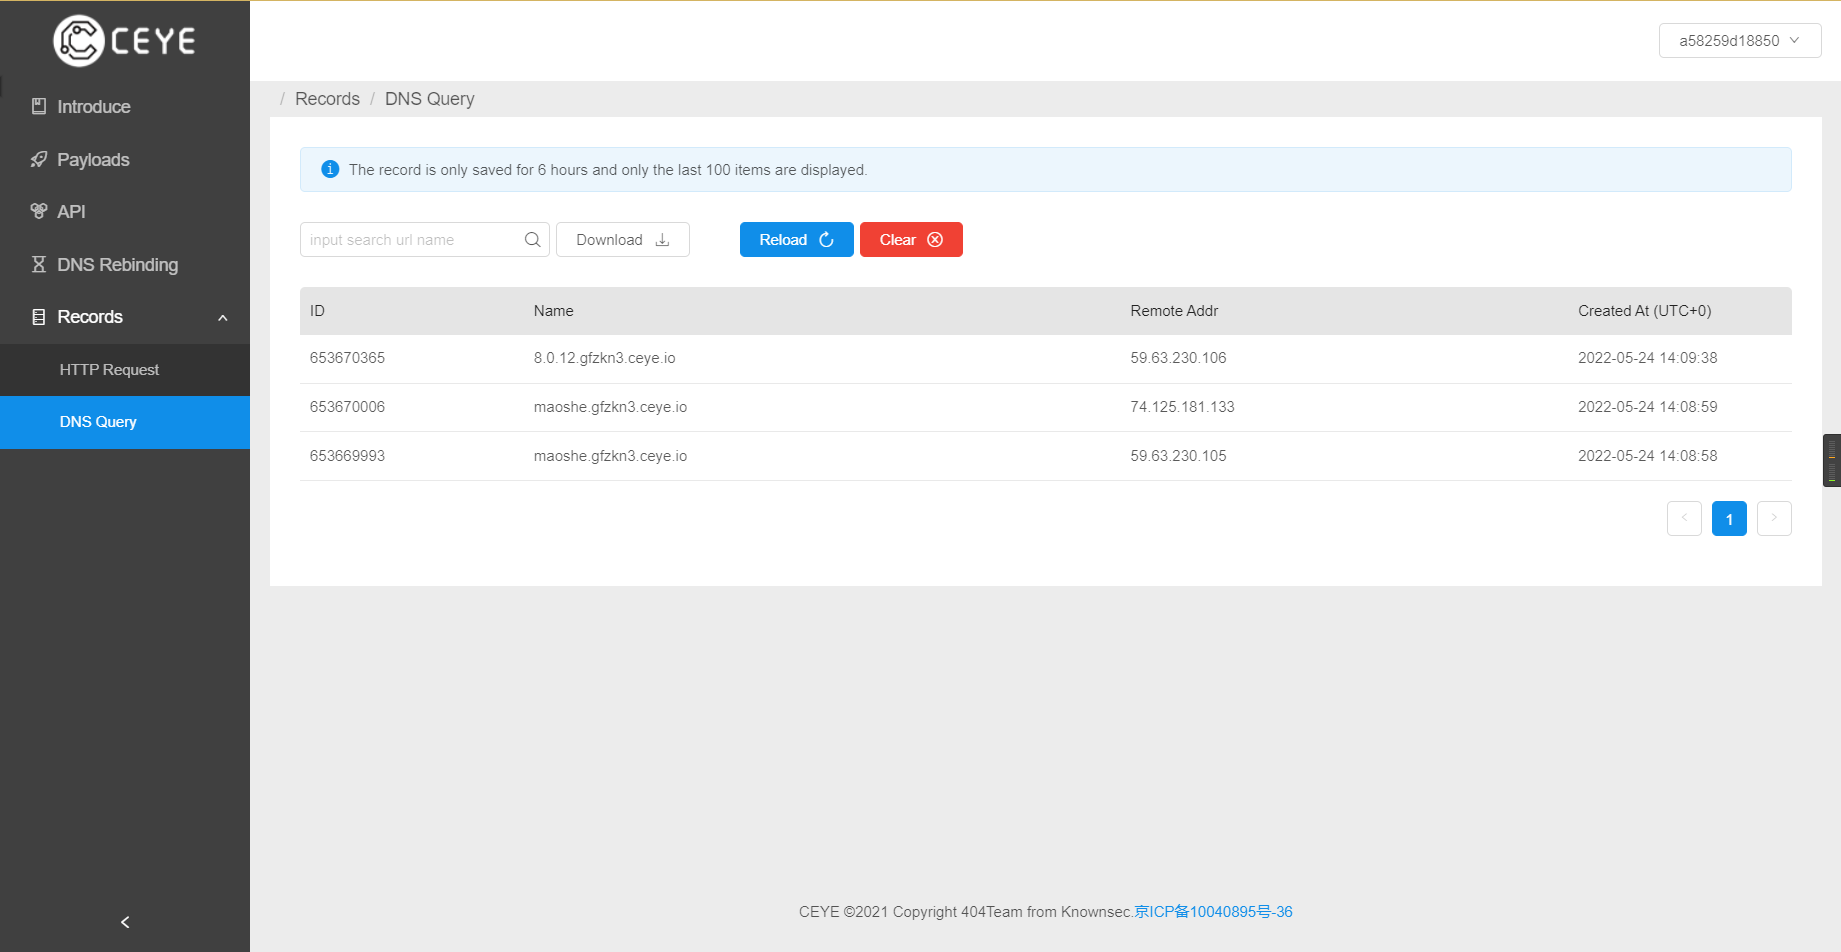 CEYE
a58259d18850
Introduce
Payloads
API
DNS Rebinding
Records
HTTP Request
DNS Query
/ Records / DNS Query
The record is only saved for 6 hours and only the last 100 items are displayed.
input search url name Download Reload Clear
ID Name Remote Addr Created At (UTC+0)
653670365 8.0.12.gfzkn3.ceye.io 59.63.230.106 2022-05-24 14:09:38
653670006 maoshe.gfzkn3.ceye.io 74.125.181.133 2022-05-24 14:08:59
653669993 maoshe.gfzkn3.ceye.io 59.63.230.105 2022-05-24 14:08:58
< 1 >
<
CEYE ©2021 Copyright 404Team from Knownsec.京ICP备10040895号-36